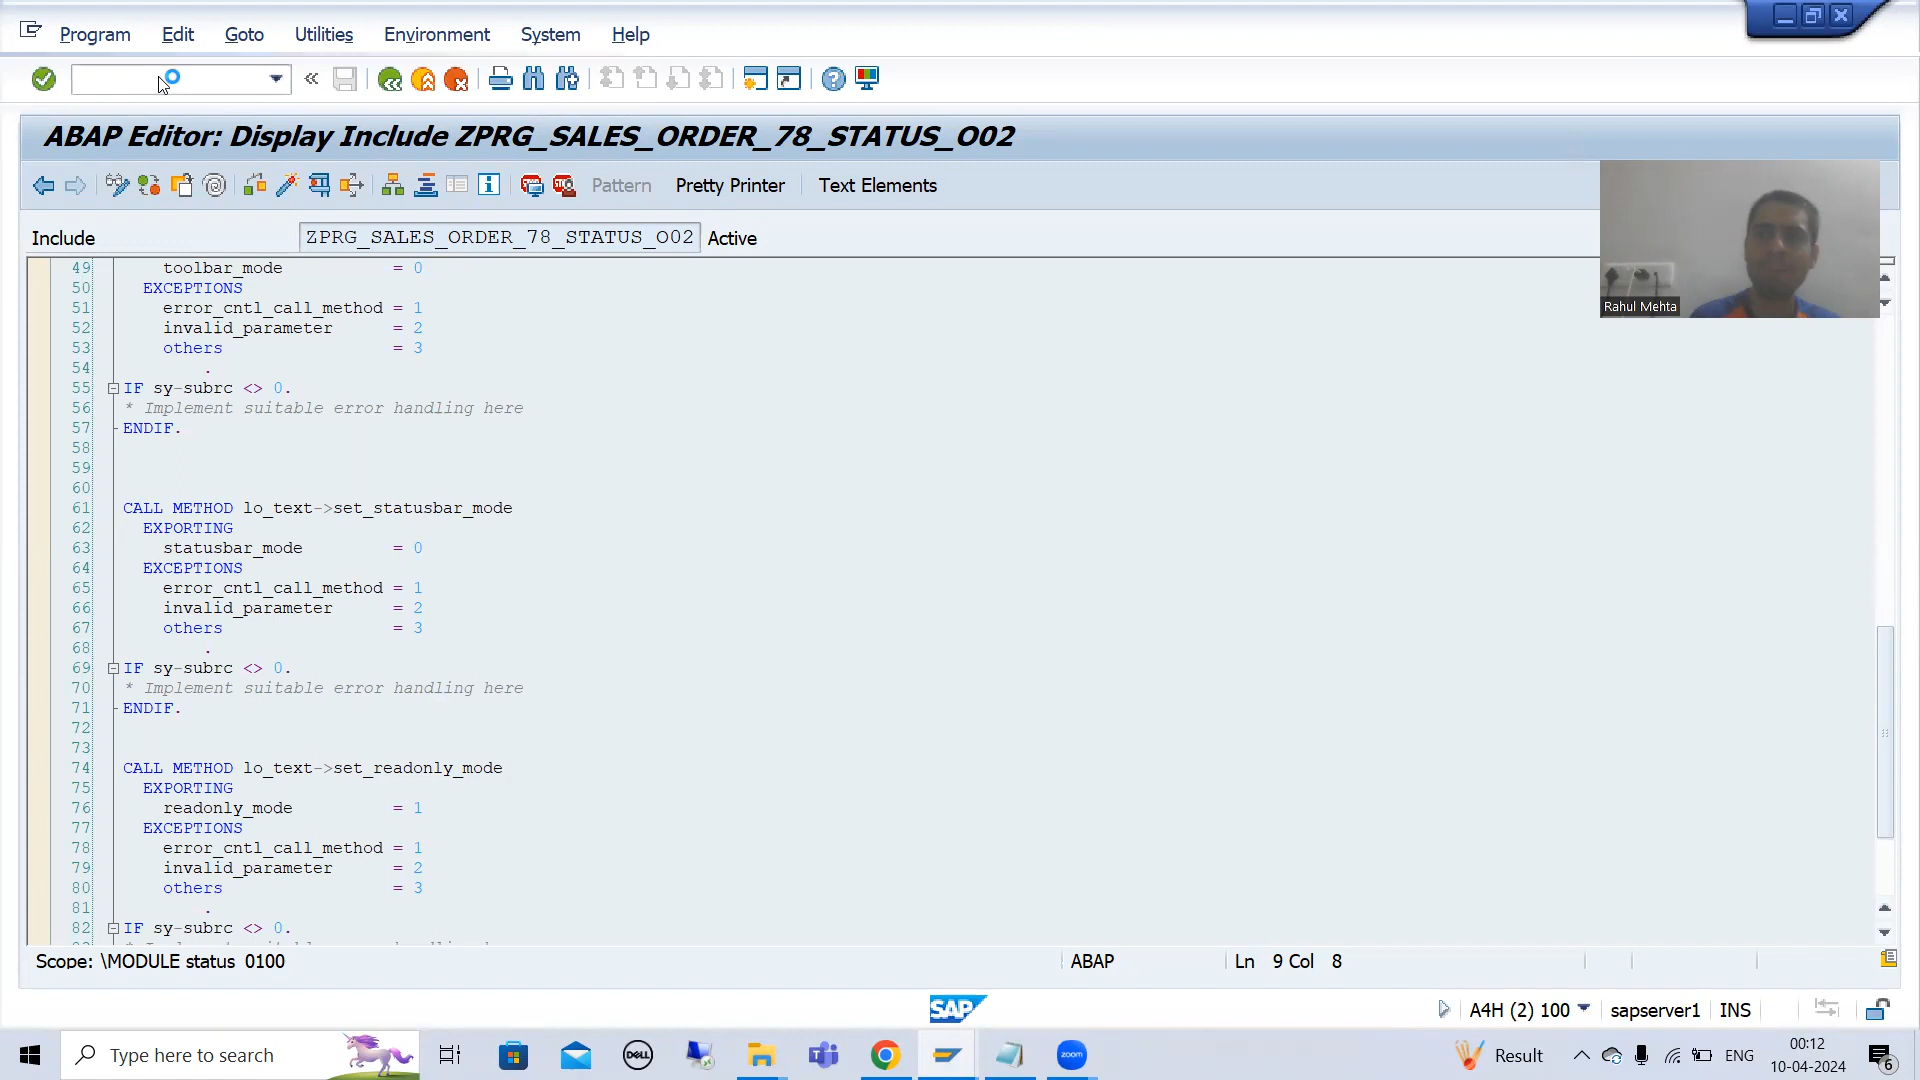 Program Edit Goto Utilities Environment System Help
ABAP Editor: Display Include ZPRG_SALES_ORDER_78_STATUS_O02
Pattern Pretty Printer Text Elements
Include ZPRG_SALES_ORDER_78_STATUS_O02 Active
Rahul Mehta
49 toolbar_mode = 0
50 EXCEPTIONS
51 error_cntl_call_method = 1
52 invalid_parameter = 2
53 others = 3
54 .
55 IF sy-subrc <> 0.
56 * Implement suitable error handling here
57 ENDIF.
58
59
60
61 CALL METHOD lo_text->set_statusbar_mode
62 EXPORTING
63 statusbar_mode = 0
64 EXCEPTIONS
65 error_cntl_call_method = 1
66 invalid_parameter = 2
67 others = 3
68 .
69 IF sy-subrc <> 0.
70 * Implement suitable error handling here
71 ENDIF.
72
73
74 CALL METHOD lo_text->set_readonly_mode
75 EXPORTING
76 readonly_mode = 1
77 EXCEPTIONS
78 error_cntl_call_method = 1
79 invalid_parameter = 2
80 others = 3
81 .
82 IF sy-subrc <> 0.
Scope: \MODULE status_0100 ABAP Ln 9 Col 8
SAP
A4H (2) 100 sapserver1 INS
Type here to search
DELL
zoom
Result
ENG
00:12
10-04-2024
6